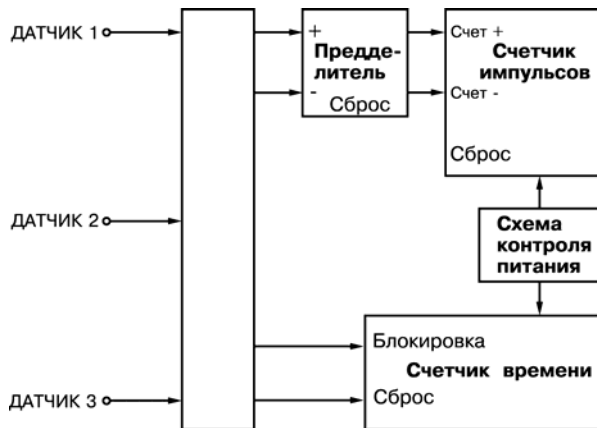 ДАТЧИК 1
ДАТЧИК 2
ДАТЧИК 3
+
Предде-
литель
-
Сброс
Счет +
Счетчик
импульсов
Счет -
Сброс
Схема
контроля
питания
Блокировка
Счетчик времени
Сброс